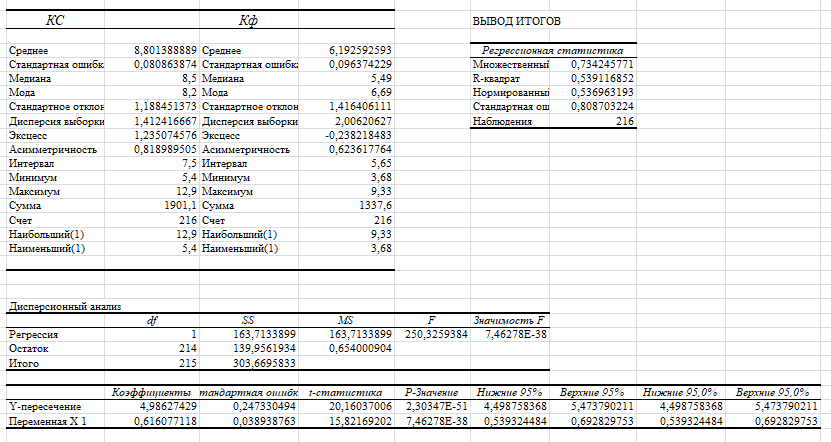 КС Кф ВЫВОД ИТОГОВ
Среднее 8,801388889 Среднее 6,192592593 Регрессионная статистика
Стандартная ошибк 0,080863874 Стандартная ошибк 0,096374229 Множественный 0,734245771
Медиана 8,5 Медиана 5,49 R-квадрат 0,539116852
Мода 8,2 Мода 6,69 Нормированный 0,536963193
Стандартное отклон 1,188451373 Стандартное отклон 1,416406111 Стандартная ош 0,808703224
Дисперсия выборки 1,412416667 Дисперсия выборки 2,00620627 Наблюдения 216
Эксцесс 1,235074576 Эксцесс -0,238218483
Асимметричность 0,818989505 Асимметричность 0,623617764
Интервал 7,5 Интервал 5,65
Минимум 5,4 Минимум 3,68
Максимум 12,9 Максимум 9,33
Сумма 1901,1 Сумма 1337,6
Счет 216 Счет 216
Наибольший(1) 12,9 Наибольший(1) 9,33
Наименьший(1) 5,4 Наименьший(1) 3,68
Дисперсионный анализ
df SS MS F Значимость F
Регрессия 1 163,7133899 163,7133899 250,3259384 7,46278E-38
Остаток 214 139,9561934 0,654000904
Итого 215 303,6695833
Коэффициенты тандартная ошибк t-статистика P-Значение Нижние 95% Верхние 95% Нижние 95,0% Верхние 95,0%
Y-пересечение 4,98627429 0,247330494 20,16037006 2,30347E-51 4,498758368 5,473790211 4,498758368 5,473790211
Переменная X 1 0,616077118 0,038938763 15,82169202 7,46278E-38 0,539324484 0,692829753 0,539324484 0,692829753